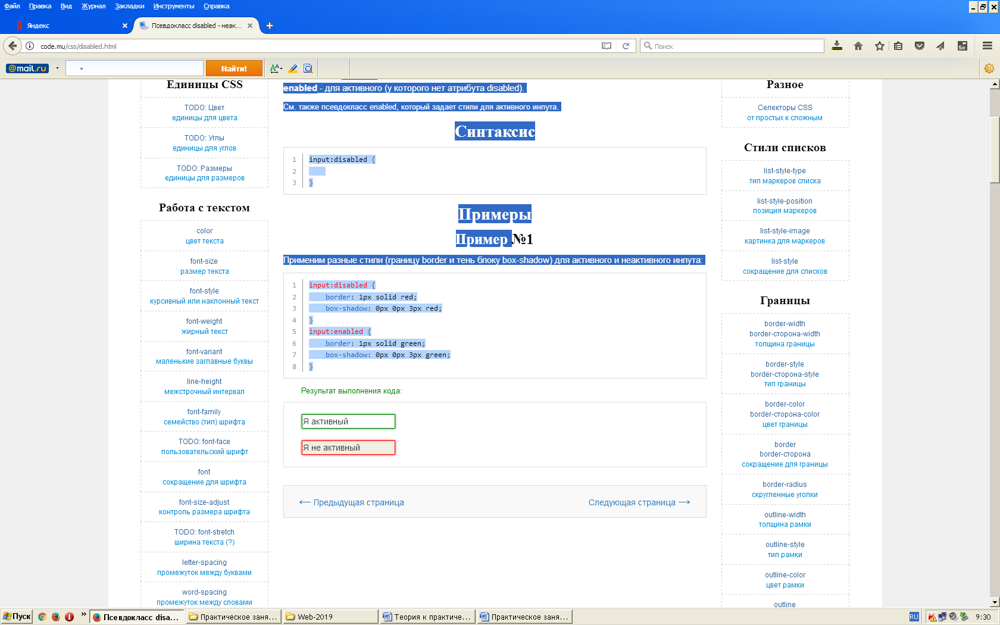 Файл Правка Вид Журнал Закладки Инструменты Справка
Яндекс
Псевдокласс disabled - неак...
code.mu/css/disabled.html
Поиск
@mail.ru
Найти!
Единицы CSS
TODO: Цвет
единицы для цвета
TODO: Углы
единицы для углов
TODO: Размеры
единицы для размеров
Работа с текстом
color
цвет текста
font-size
размер текста
font-style
курсивный или наклонный текст
font-weight
жирный текст
font-variant
маленькие заглавные буквы
line-height
межстрочный интервал
font-family
семейство (тип) шрифта
TODO: font-face
пользовательский шрифт
font
сокращение для шрифта
font-size-adjust
контроль размера шрифта
TODO: font-stretch
ширина текста (?)
letter-spacing
промежуток между буквами
word-spacing
промежуток между словами
enabled - для активного (у которого нет атрибута disabled).
См. также псевдокласс enabled, который задает стили для активного инпута.
Синтаксис
1 input:disabled {
2
3 }
Примеры
Пример №1
Применим разные стили (границу border и тень блоку box-shadow) для активного и неактивного инпута:
1 input:disabled {
2 border: 1px solid red;
3 box-shadow: 0px 0px 3px red;
4 }
5 input:enabled {
6 border: 1px solid green;
7 box-shadow: 0px 0px 3px green;
8 }
Результат выполнения кода:
Я активный
Я не активный
← Предыдущая страница
Следующая страница →
Разное
Селекторы CSS
от простых к сложным
Стили списков
list-style-type
тип маркеров списка
list-style-position
позиция маркеров
list-style-image
картинка для маркеров
list-style
сокращение для списков
Границы
border-width
border-сторона-width
толщина границы
border-style
border-сторона-style
тип границы
border-color
border-сторона-color
цвет границы
border
border-сторона
сокращение для границы
border-radius
скругленные уголки
outline-width
толщина рамки
outline-style
тип рамки
outline-color
цвет рамки
outline
Пуск
»
Псевдокласс disa...
Практическое заня...
Web-2019
Теория к практиче...
Практическое заня...
RU
9:30